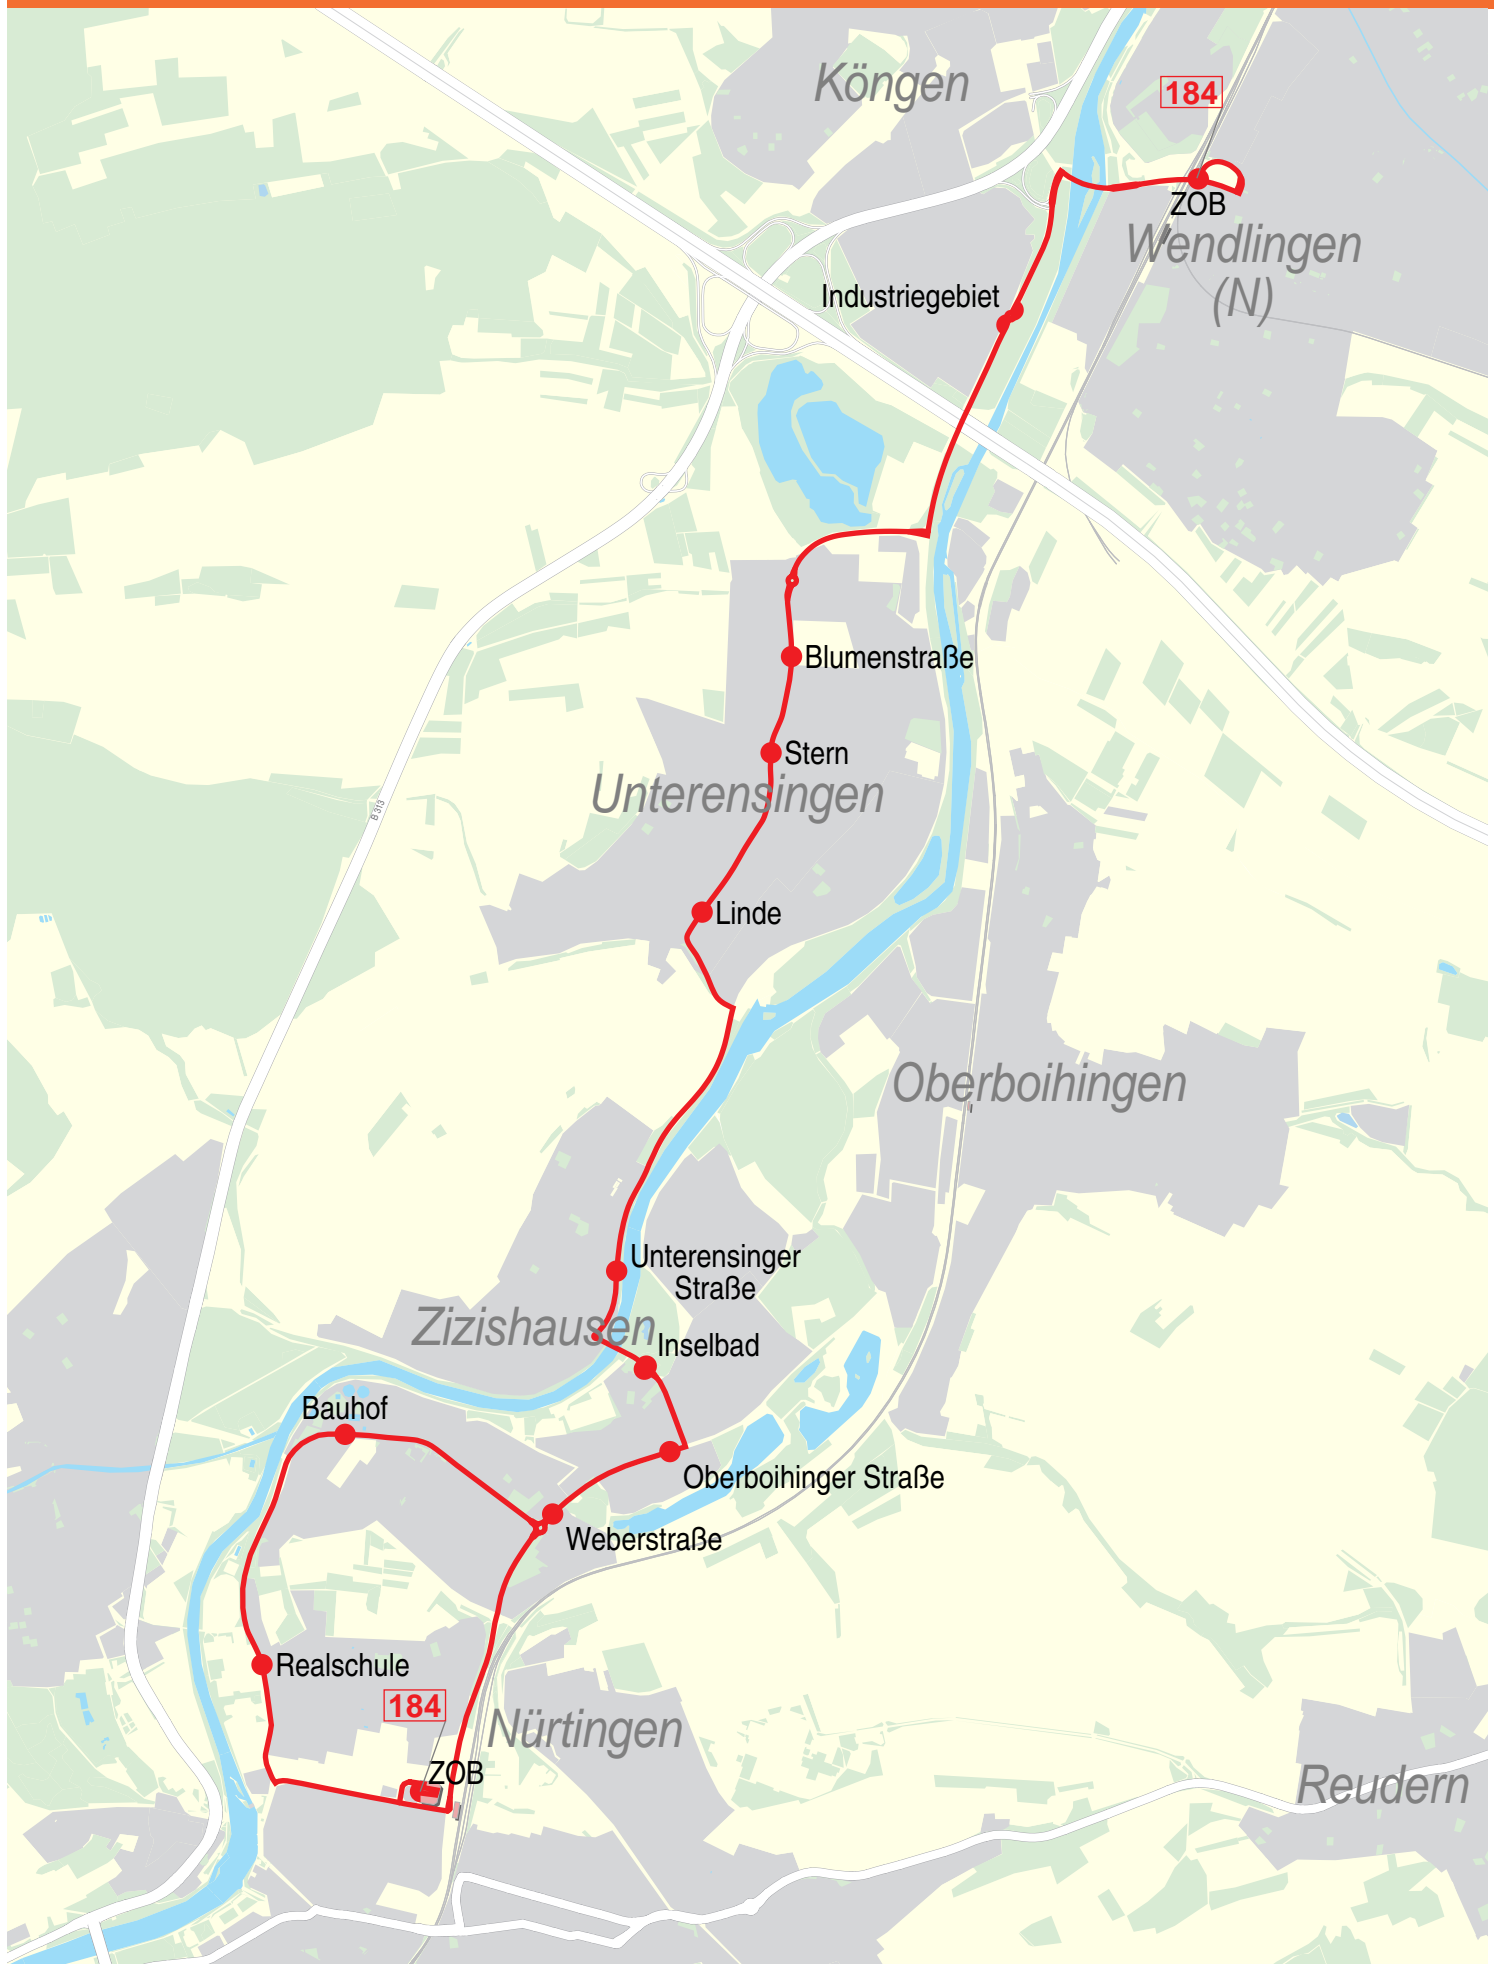 Köngen
184
ZOB
Wendlingen
(N)
Industriegebiet
Blumenstraße
Stern
Unterensingen
B 313
Linde
Oberboihingen
Unterensinger
Straße
Zizishausen
Inselbad
Bauhof
Oberboihinger Straße
Weberstraße
Realschule
184
Nürtingen
ZOB
Reudern